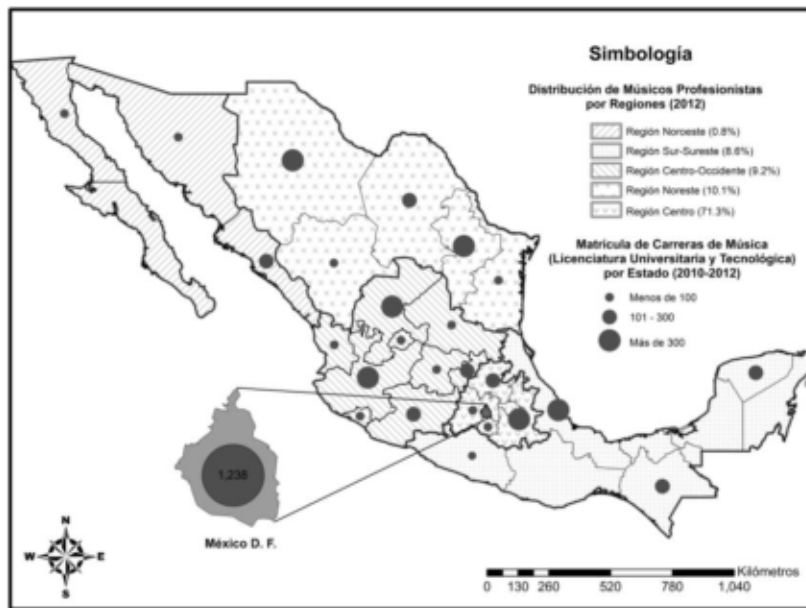 Simbología
Distribución de Músicos Profesionistas
por Regiones (2012)
Región Noroeste (0.8%)
Región Sur-Sureste (8.6%)
Región Centro-Occidente (9.2%)
Región Noreste (10.1%)
Región Centro (71.3%)
Matrícula de Carreras de Música
(Licenciatura Universitaria y Tecnológica)
por Estado (2010-2012)
Menos de 100
101 - 300
Más de 300
1,238
México D. F.
N
W E
S
Kilómetros
0 130 260 520 780 1,040